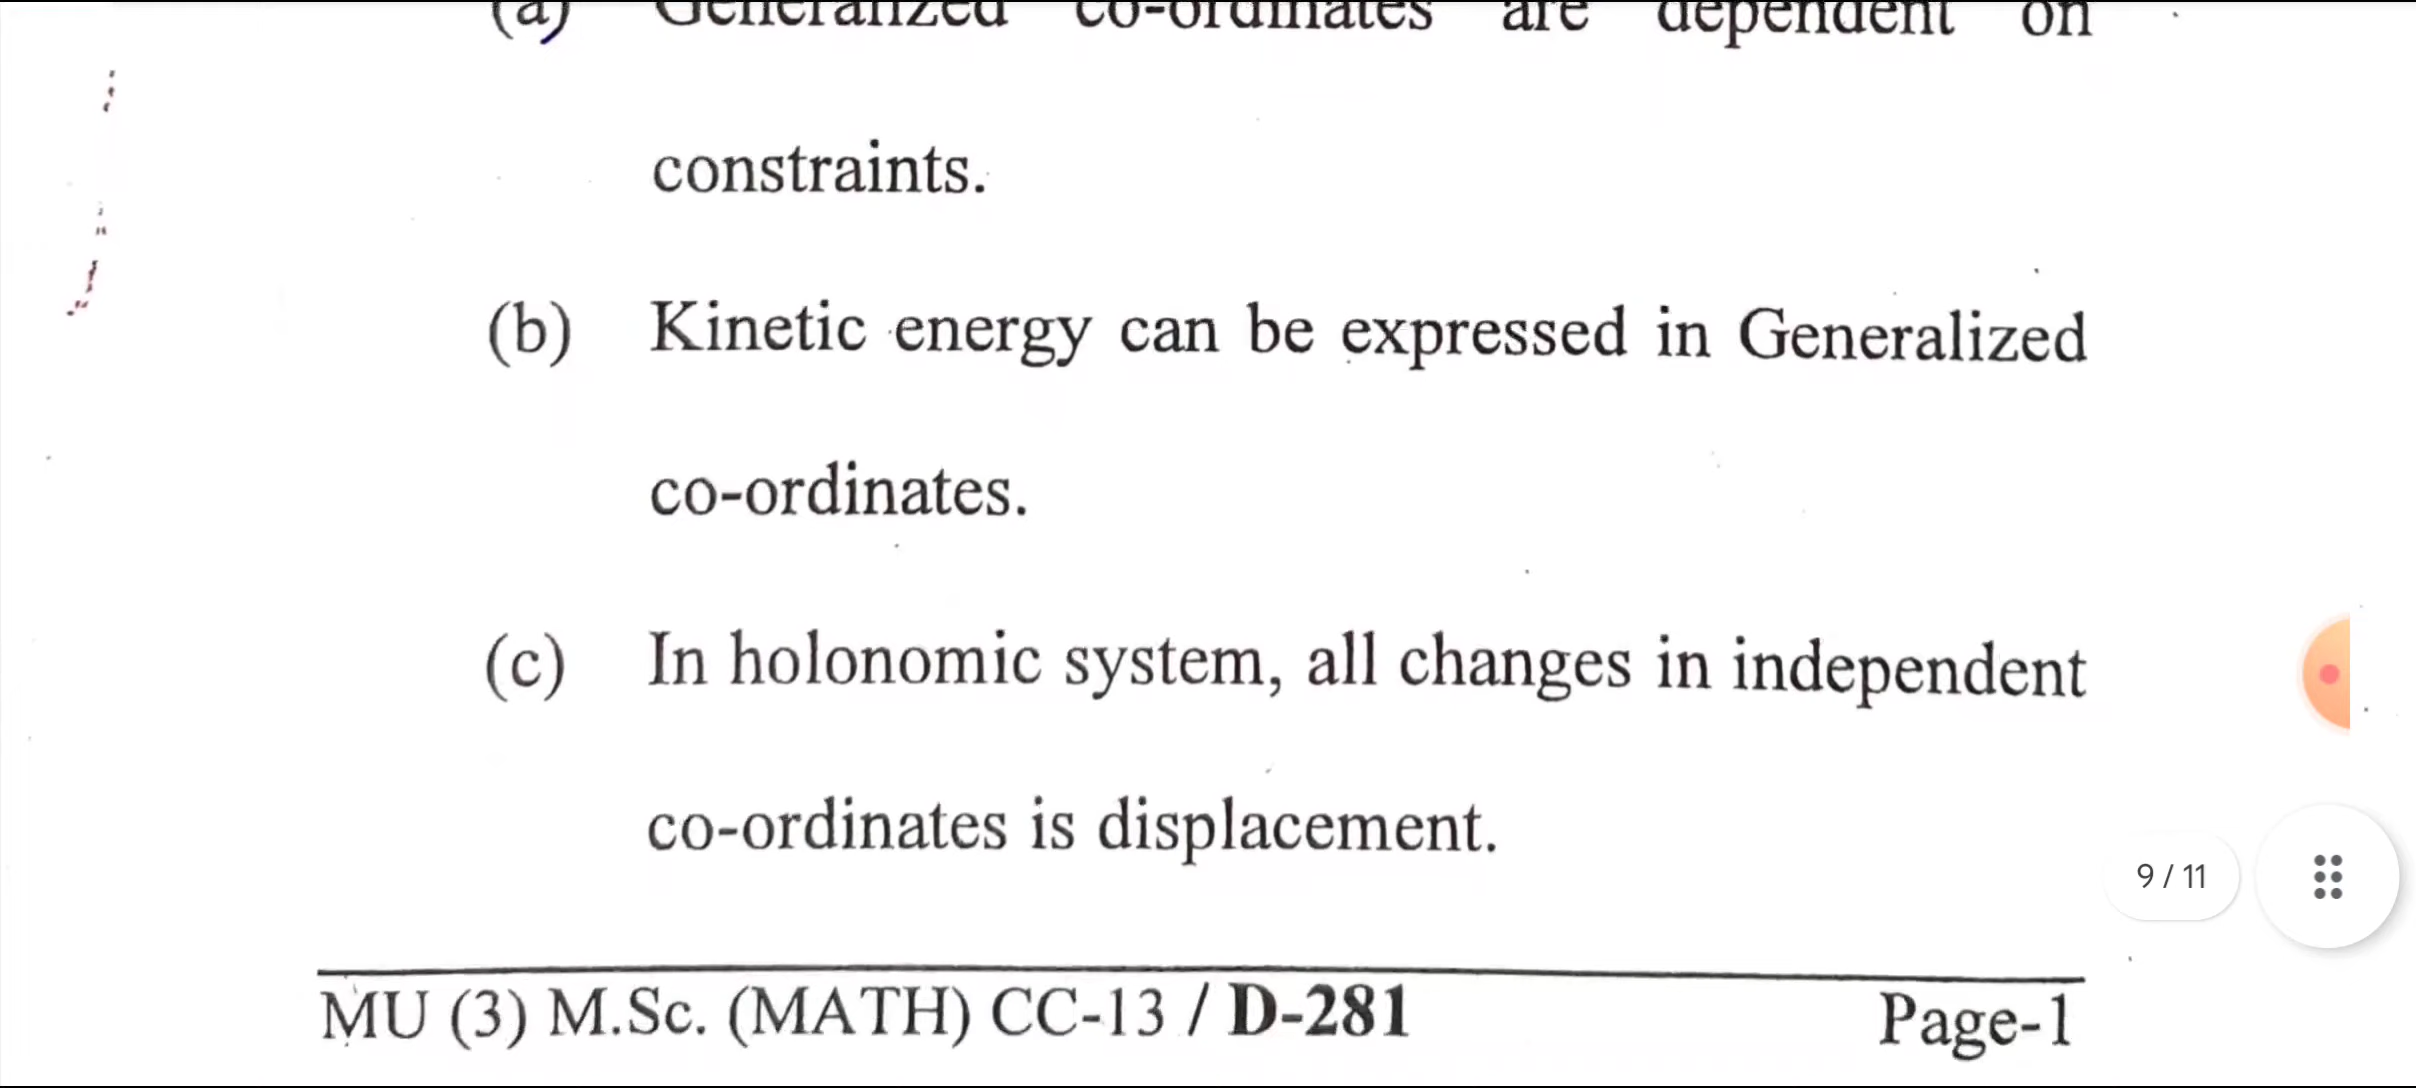 (a) Generalized co-ordinates are dependent on
constraints.
(b) Kinetic energy can be expressed in Generalized
co-ordinates.
(c) In holonomic system, all changes in independent
co-ordinates is displacement.
9 / 11
MU (3) M.Sc. (MATH) CC-13 / D-281 Page-1